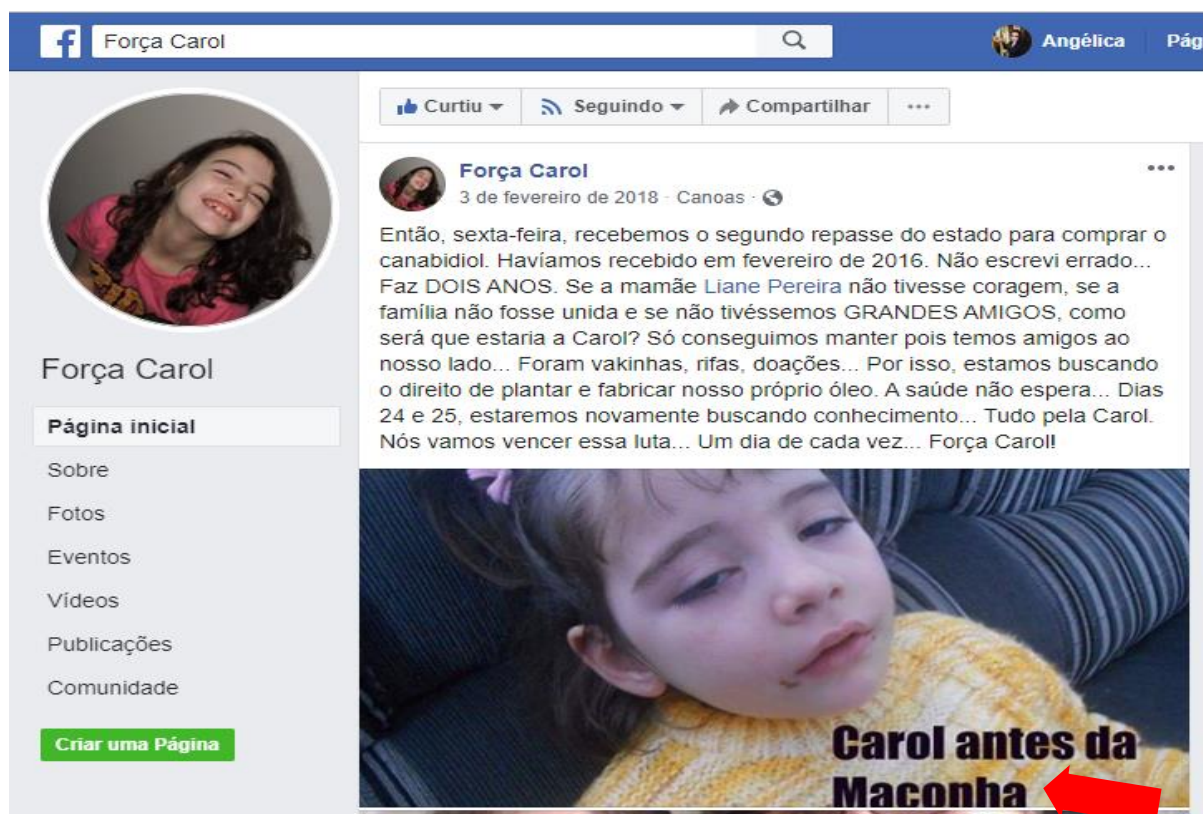 f
Força Carol
Angélica
Pág
Curtiu
Seguindo
Compartilhar
Força Carol
3 de fevereiro de 2018 · Canoas ·
Então, sexta-feira, recebemos o segundo repasse do estado para comprar o
canabidiol. Havíamos recebido em fevereiro de 2016. Não escrevi errado...
Faz DOIS ANOS. Se a mamãe Liane Pereira não tivesse coragem, se a
família não fosse unida e se não tivéssemos GRANDES AMIGOS, como
será que estaria a Carol? Só conseguimos manter pois temos amigos ao
nosso lado... Foram vakinhas, rifas, doações... Por isso, estamos buscando
o direito de plantar e fabricar nosso próprio óleo. A saúde não espera... Dias
24 e 25, estaremos novamente buscando conhecimento... Tudo pela Carol.
Nós vamos vencer essa luta... Um dia de cada vez... Força Carol!
Força Carol
Página inicial
Sobre
Fotos
Eventos
Vídeos
Publicações
Comunidade
Criar uma Página
Carol antes da
Maconha